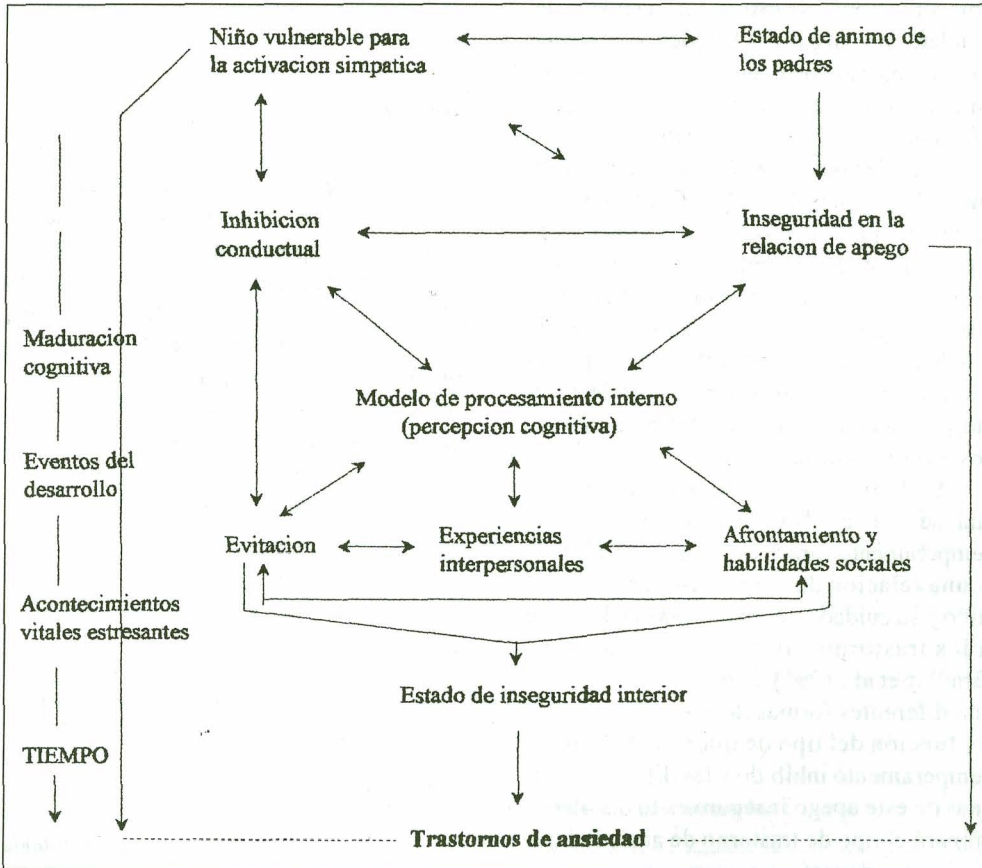 Niño vulnerable para
la activacion simpatica
Estado de animo de
los padres
Inhibicion
conductual
Inseguridad en la
relacion de apego
Maduracion
cognitiva
Modelo de procesamiento interno
(percepcion cognitiva)
Eventos del
desarrollo
Evitacion
Experiencias
interpersonales
Afrontamiento y
habilidades sociales
Acontecimientos
vitales estresantes
Estado de inseguridad interior
TIEMPO
Trastornos de ansiedad